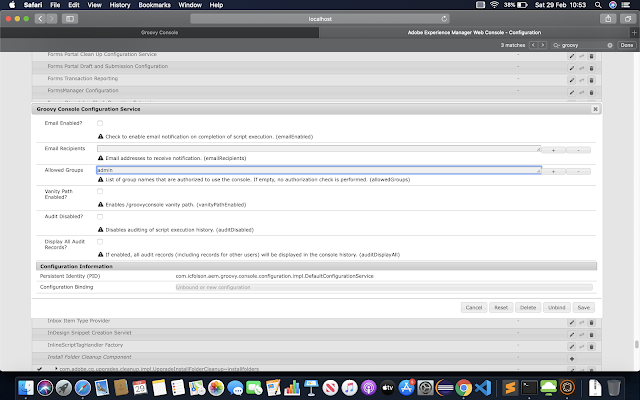 Safari File Edit View History Bookmarks Window Help 38% Sat 29 Feb 10:53
localhost
Groovy Console Adobe Experience Manager Web Console - Configuration
3 matches groovy Done
Forms Portal Clean Up Configuration Service -
Forms Portal Draft and Submission Configuration -
Forms Transaction Reporting -
FormsManager Configuration -
Groovy Console Configuration Service
Email Enabled?
Check to enable email notification on completion of script execution. (emailEnabled)
Email Recipients + -
Email addresses to receive notification. (emailRecipients)
Allowed Groups admin + -
List of group names that are authorized to use the console. If empty, no authorization check is performed. (allowedGroups)
Vanity Path
Enabled?
Enables /groovyconsole vanity path. (vanityPathEnabled)
Audit Disabled?
Disables auditing of script execution history. (auditDisabled)
Display All Audit
Records?
If enabled, all audit records (including records for other users) will be displayed in the console history. (auditDisplayAll)
Configuration Information
Persistent Identity (PID) com.icfolson.aem.groovy.console.configuration.impl.DefaultConfigurationService
Configuration Binding Unbound or new configuration
Cancel Reset Delete Unbind Save
Inbox Item Type Provider -
InDesign Snippet Creation Servlet -
InlineScriptTagHandler Factory -
Install Folder Cleanup Component
com.adobe.cq.upgrades.cleanup.impl.UpgradeInstallFolderCleanup~installfolders -